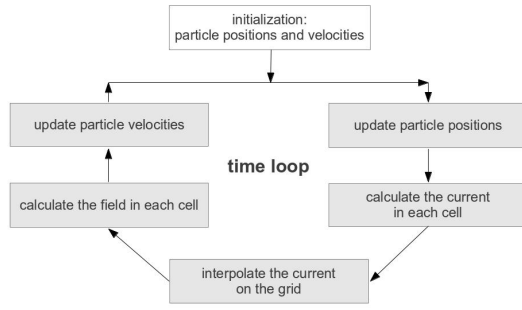 initialization:
particle positions and velocities
update particle velocities
update particle positions
time loop
calculate the field in each cell
calculate the current
in each cell
interpolate the current
on the grid